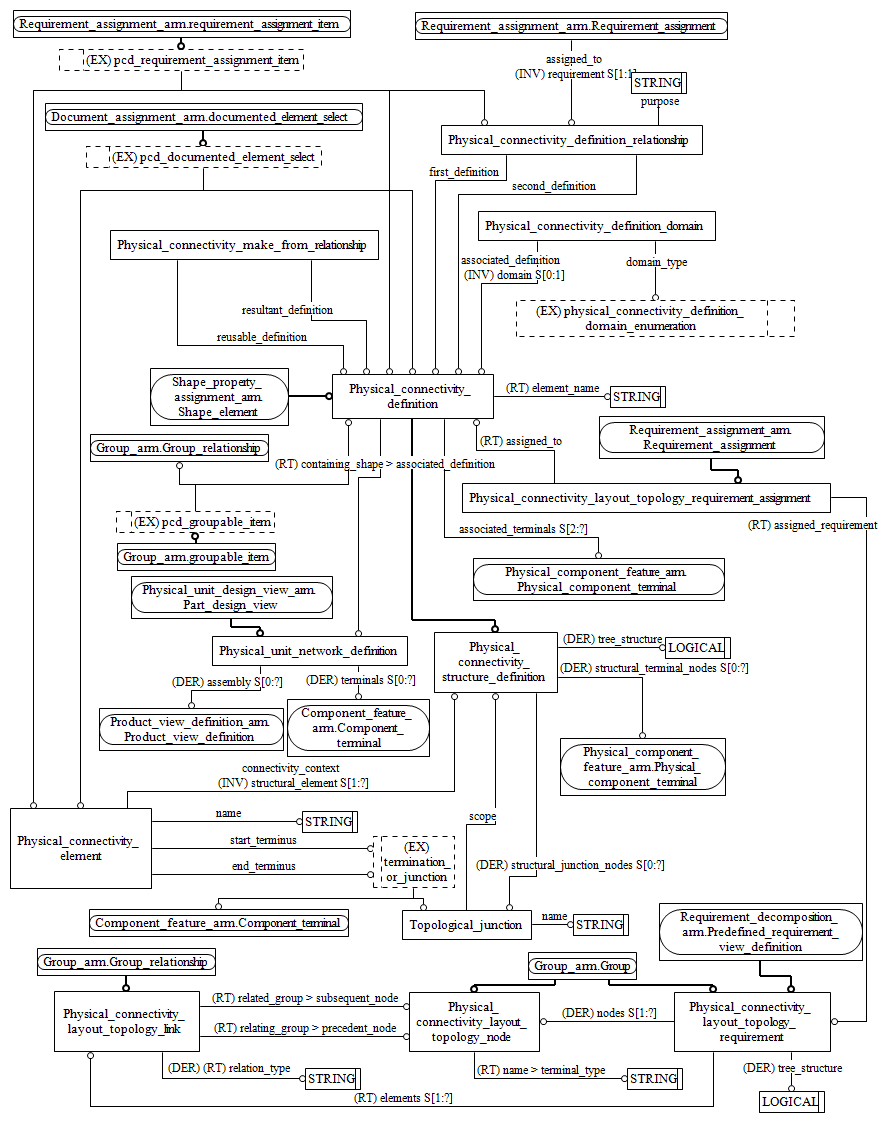 Requirement_assignment_arm.requirement_assignment_item
Requirement_assignment_arm.Requirement_assignment
(EX) pcd_requirement_assignment_item
assigned_to
(INV) requirement S[1:1]
STRING
purpose
Document_assignment_arm.documented_element_select
Physical_connectivity_definition_relationship
(EX) pcd_documented_element_select
first_definition
second_definition
Physical_connectivity_definition_domain
Physical_connectivity_make_from_relationship
associated_definition
(INV) domain S[0:1]
domain_type
resultant_definition
reusable_definition
(EX) physical_connectivity_definition_
domain_enumeration
Shape_property_
assignment_arm.
Shape_element
Physical_connectivity_
definition
(RT) element_name
STRING
Group_arm.Group_relationship
(RT) assigned_to
Requirement_assignment_arm.
Requirement_assignment
(RT) containing_shape > associated_definition
Physical_connectivity_layout_topology_requirement_assignment
(EX) pcd_groupable_item
associated_terminals S[2:?]
(RT) assigned_requirement
Group_arm.groupable_item
Physical_component_feature_arm.
Physical_component_terminal
Physical_unit_design_view_arm.
Part_design_view
Physical_unit_network_definition
Physical_
connectivity_
structure_definition
(DER) tree_structure
LOGICAL
(DER) structural_terminal_nodes S[0:?]
(DER) assembly S[0:?]
(DER) terminals S[0:?]
Product_view_definition_arm.
Product_view_definition
Component_feature_
arm.Component_
terminal
Physical_component_
feature_arm.Physical_
component_terminal
connectivity_context
(INV) structural_element S[1:?]
Physical_connectivity_
element
name
STRING
start_terminus
end_terminus
(EX)
termination_
or_junction
scope
(DER) structural_junction_nodes S[0:?]
Component_feature_arm.Component_terminal
Topological_junction
name
STRING
Requirement_decomposition_
arm.Predefined_requirement_
view_definition
Group_arm.Group_relationship
Group_arm.Group
Physical_connectivity_
layout_topology_link
(RT) related_group > subsequent_node
(RT) relating_group > precedent_node
Physical_
connectivity_layout_
topology_node
(DER) nodes S[1:?]
Physical_connectivity_
layout_topology_
requirement
(DER) (RT) relation_type
STRING
(RT) name > terminal_type
STRING
(DER) tree_structure
LOGICAL
(RT) elements S[1:?]